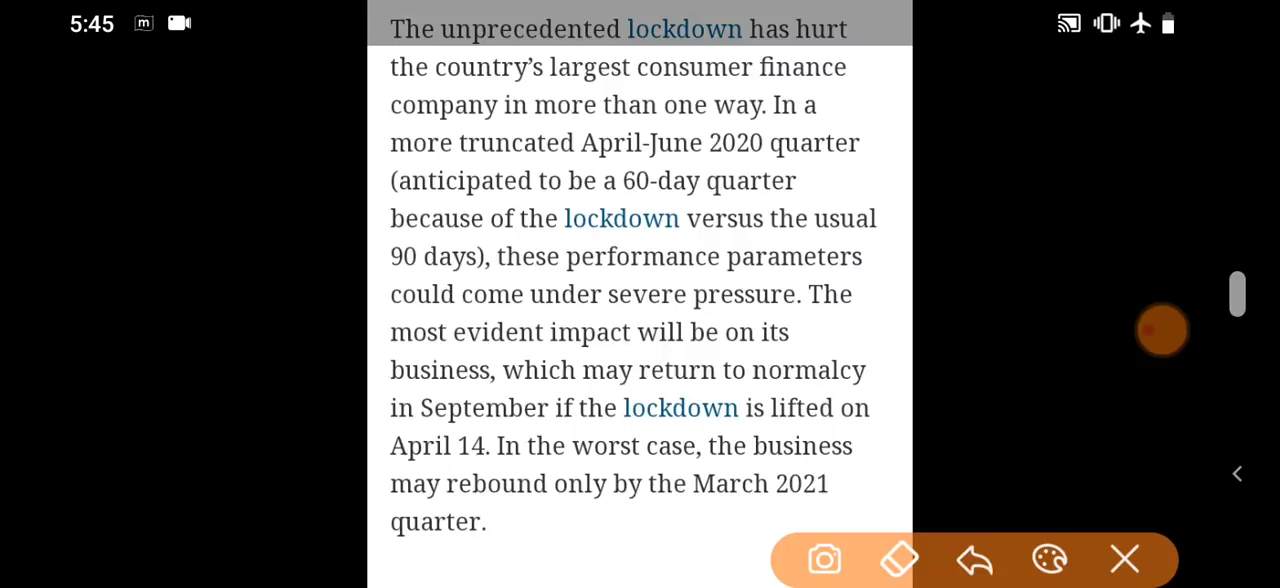 5:45
The unprecedented lockdown has hurt
the country’s largest consumer finance
company in more than one way. In a
more truncated April-June 2020 quarter
(anticipated to be a 60-day quarter
because of the lockdown versus the usual
90 days), these performance parameters
could come under severe pressure. The
most evident impact will be on its
business, which may return to normalcy
in September if the lockdown is lifted on
April 14. In the worst case, the business
may rebound only by the March 2021
quarter.